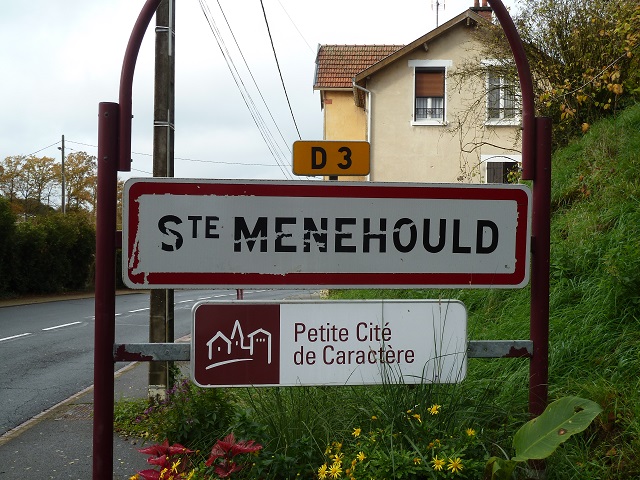 D 3
STE MENEHOULD
Petite Cité
de Caractère